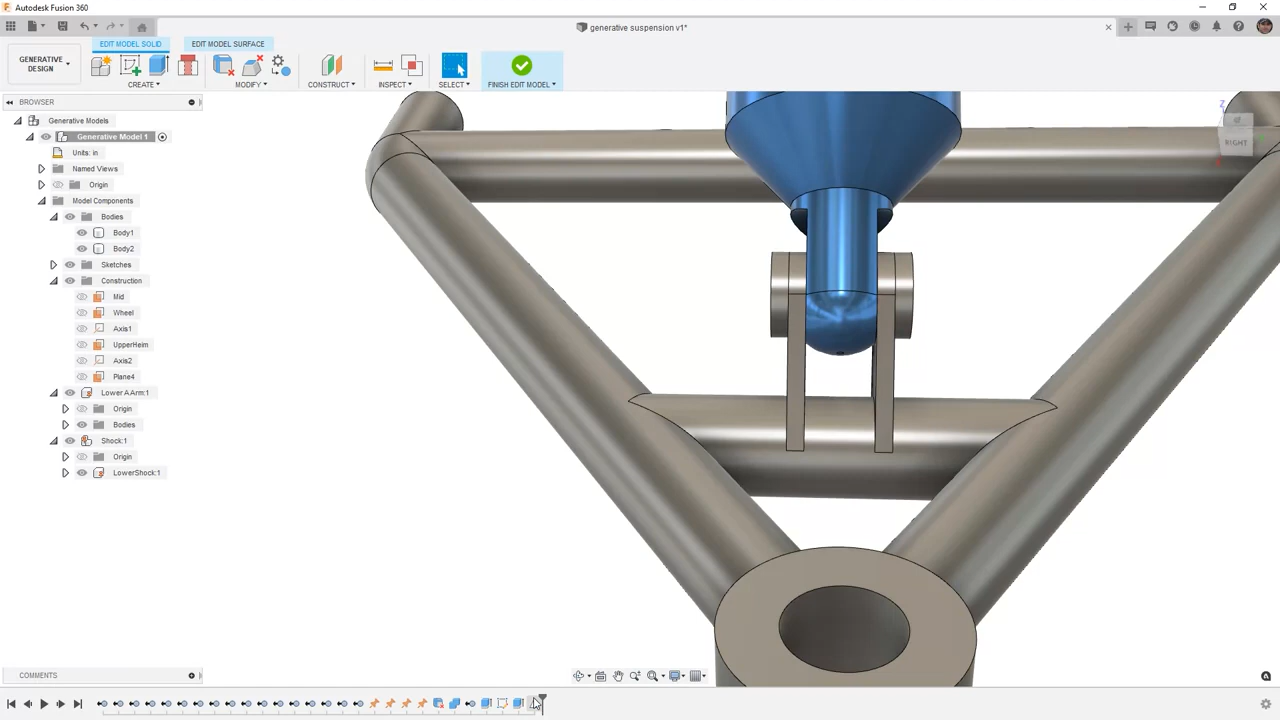 Autodesk Fusion 360
generative suspension v1*
EDIT MODEL SOLID
EDIT MODEL SURFACE
GENERATIVE
DESIGN
CREATE
MODIFY
CONSTRUCT
INSPECT
SELECT
FINISH EDIT MODEL
BROWSER
Generative Models
Generative Model 1
Units: in
Named Views
Origin
Model Components
Bodies
Body1
Body2
Sketches
Construction
Mid
Wheel
Axis1
UpperHeim
Axis2
Plane4
Lower AArm:1
Origin
Bodies
Shock:1
Origin
LowerShock:1
Z
RIGHT
COMMENTS